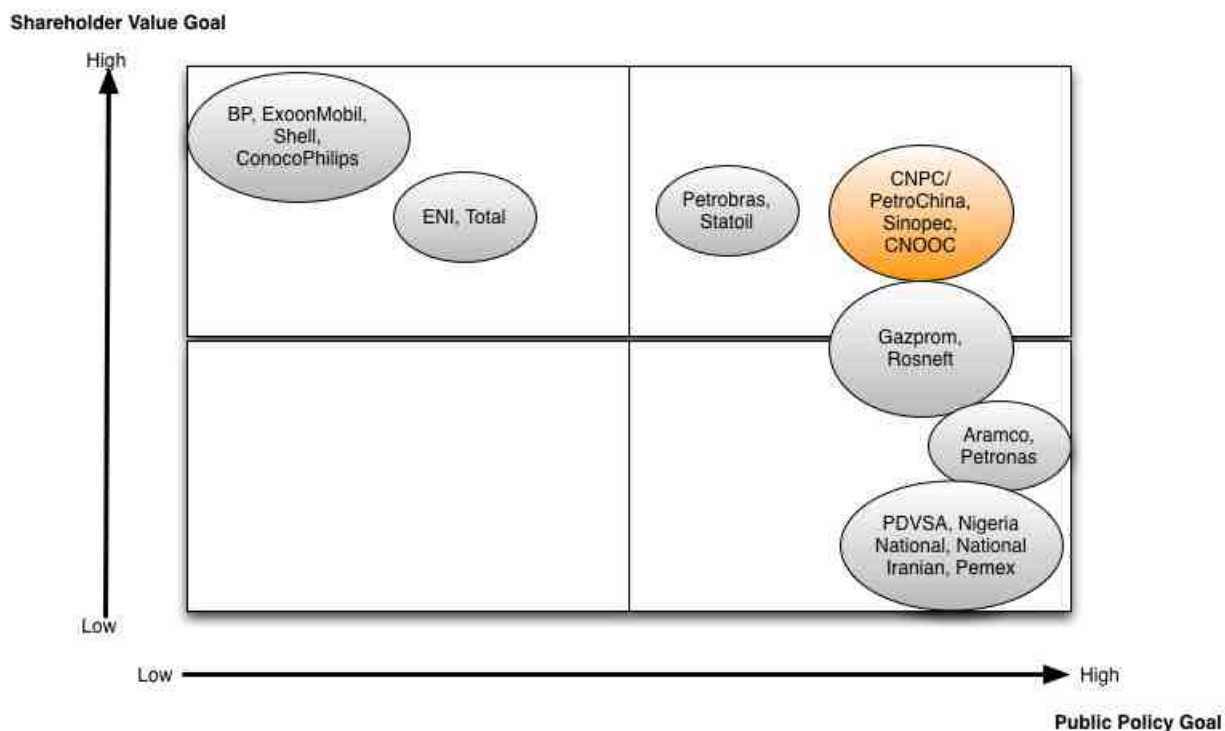 Shareholder Value Goal
High
BP, ExoonMobil,
Shell,
ConocoPhilips
ENI, Total
Petrobras,
Statoil
CNPC/
PetroChina,
Sinopec,
CNOOC
Gazprom,
Rosneft
Aramco,
Petronas
PDVSA, Nigeria
National, National
Iranian, Pemex
Low
Low
High
Public Policy Goal